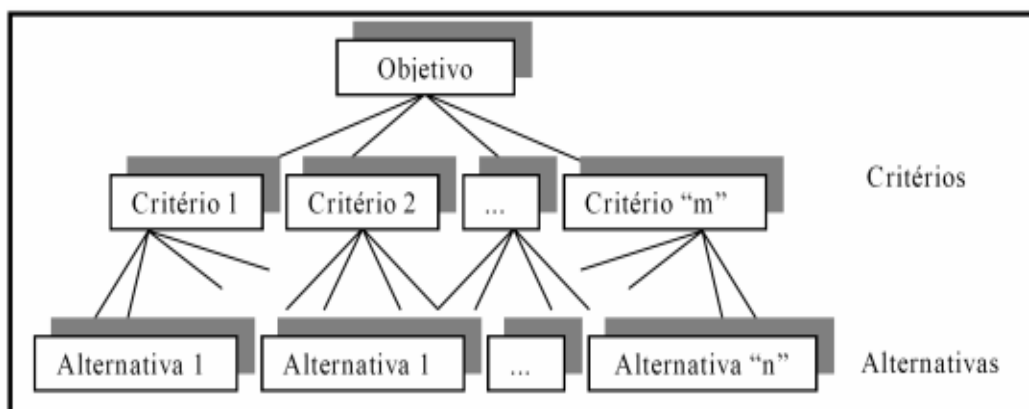 Objetivo
Critério 1 Critério 2 ... Critério “m” Critérios
Alternativa 1 Alternativa 1 ... Alternativa “n” Alternativas